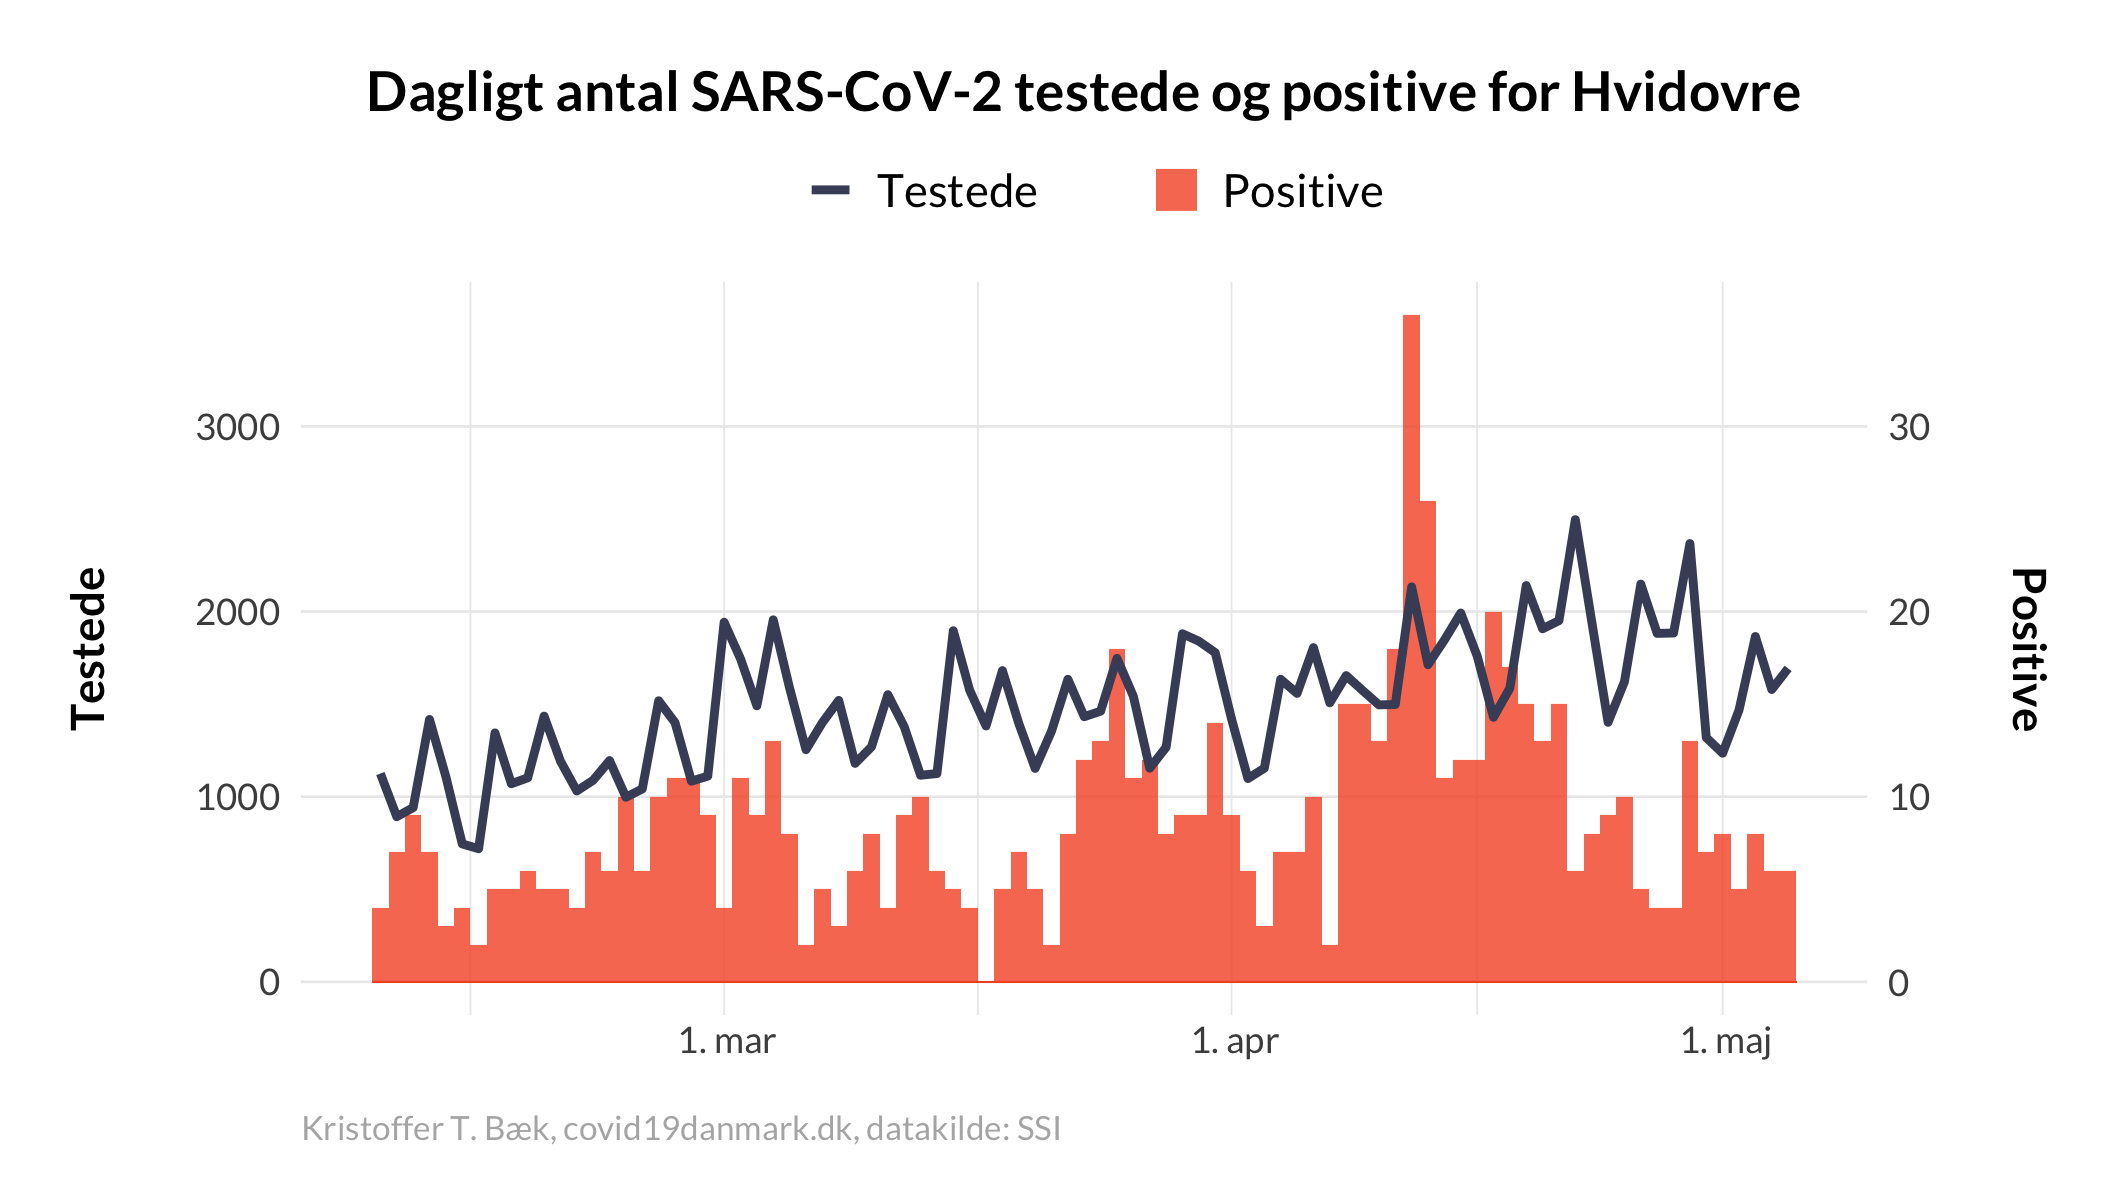 Dagligt antal SARS-CoV-2 testede og positive for Hvidovre
Testede Positive
3000 30
2000 20
1000 10
0 0
Testede
Positive
1. mar 1. apr 1. maj
Kristoffer T. Bæk, covid19danmark.dk, datakilde: SSI